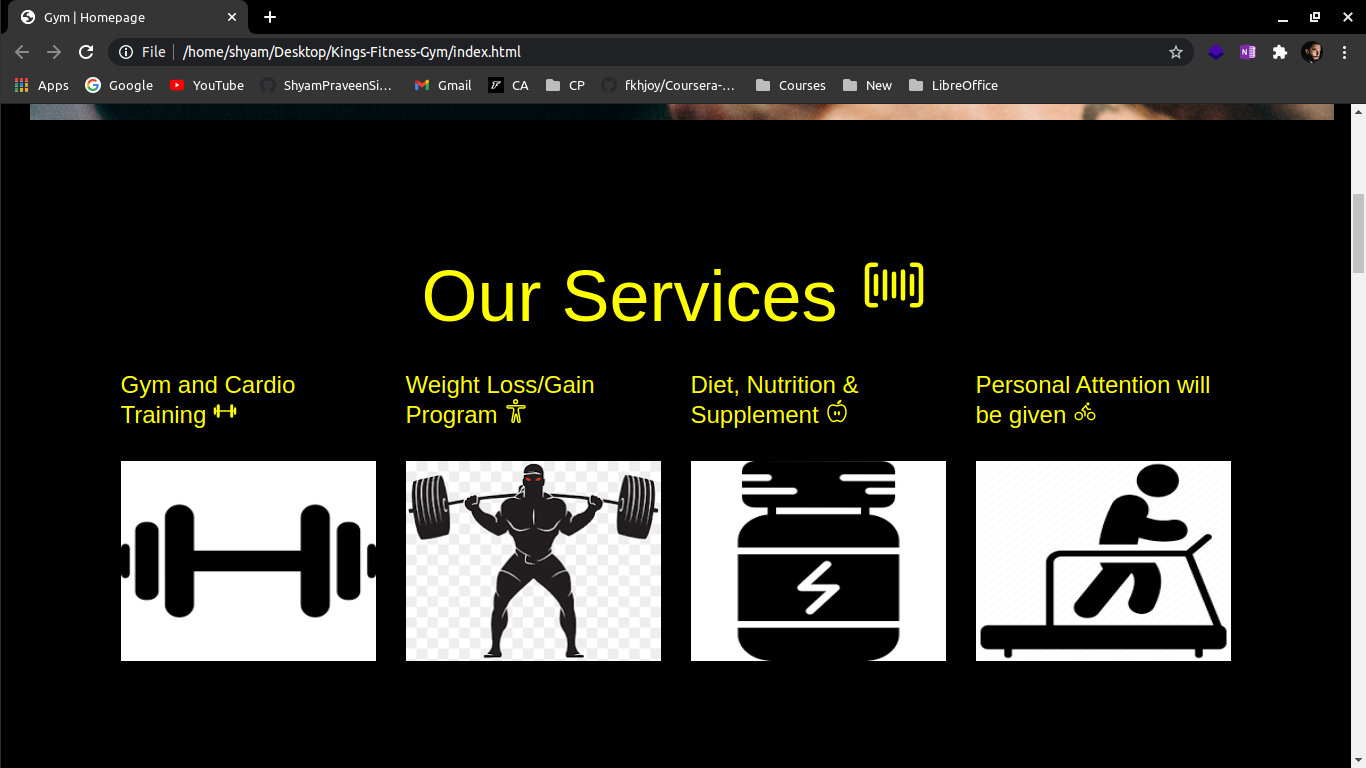 Gym | Homepage
File | /home/shyam/Desktop/Kings-Fitness-Gym/index.html
Apps Google YouTube ShyamPraveenSi... Gmail CA CP fkhjoy/Coursera-... Courses New LibreOffice
Our Services
Gym and Cardio
Training
Weight Loss/Gain
Program
Diet, Nutrition &
Supplement
Personal Attention will
be given